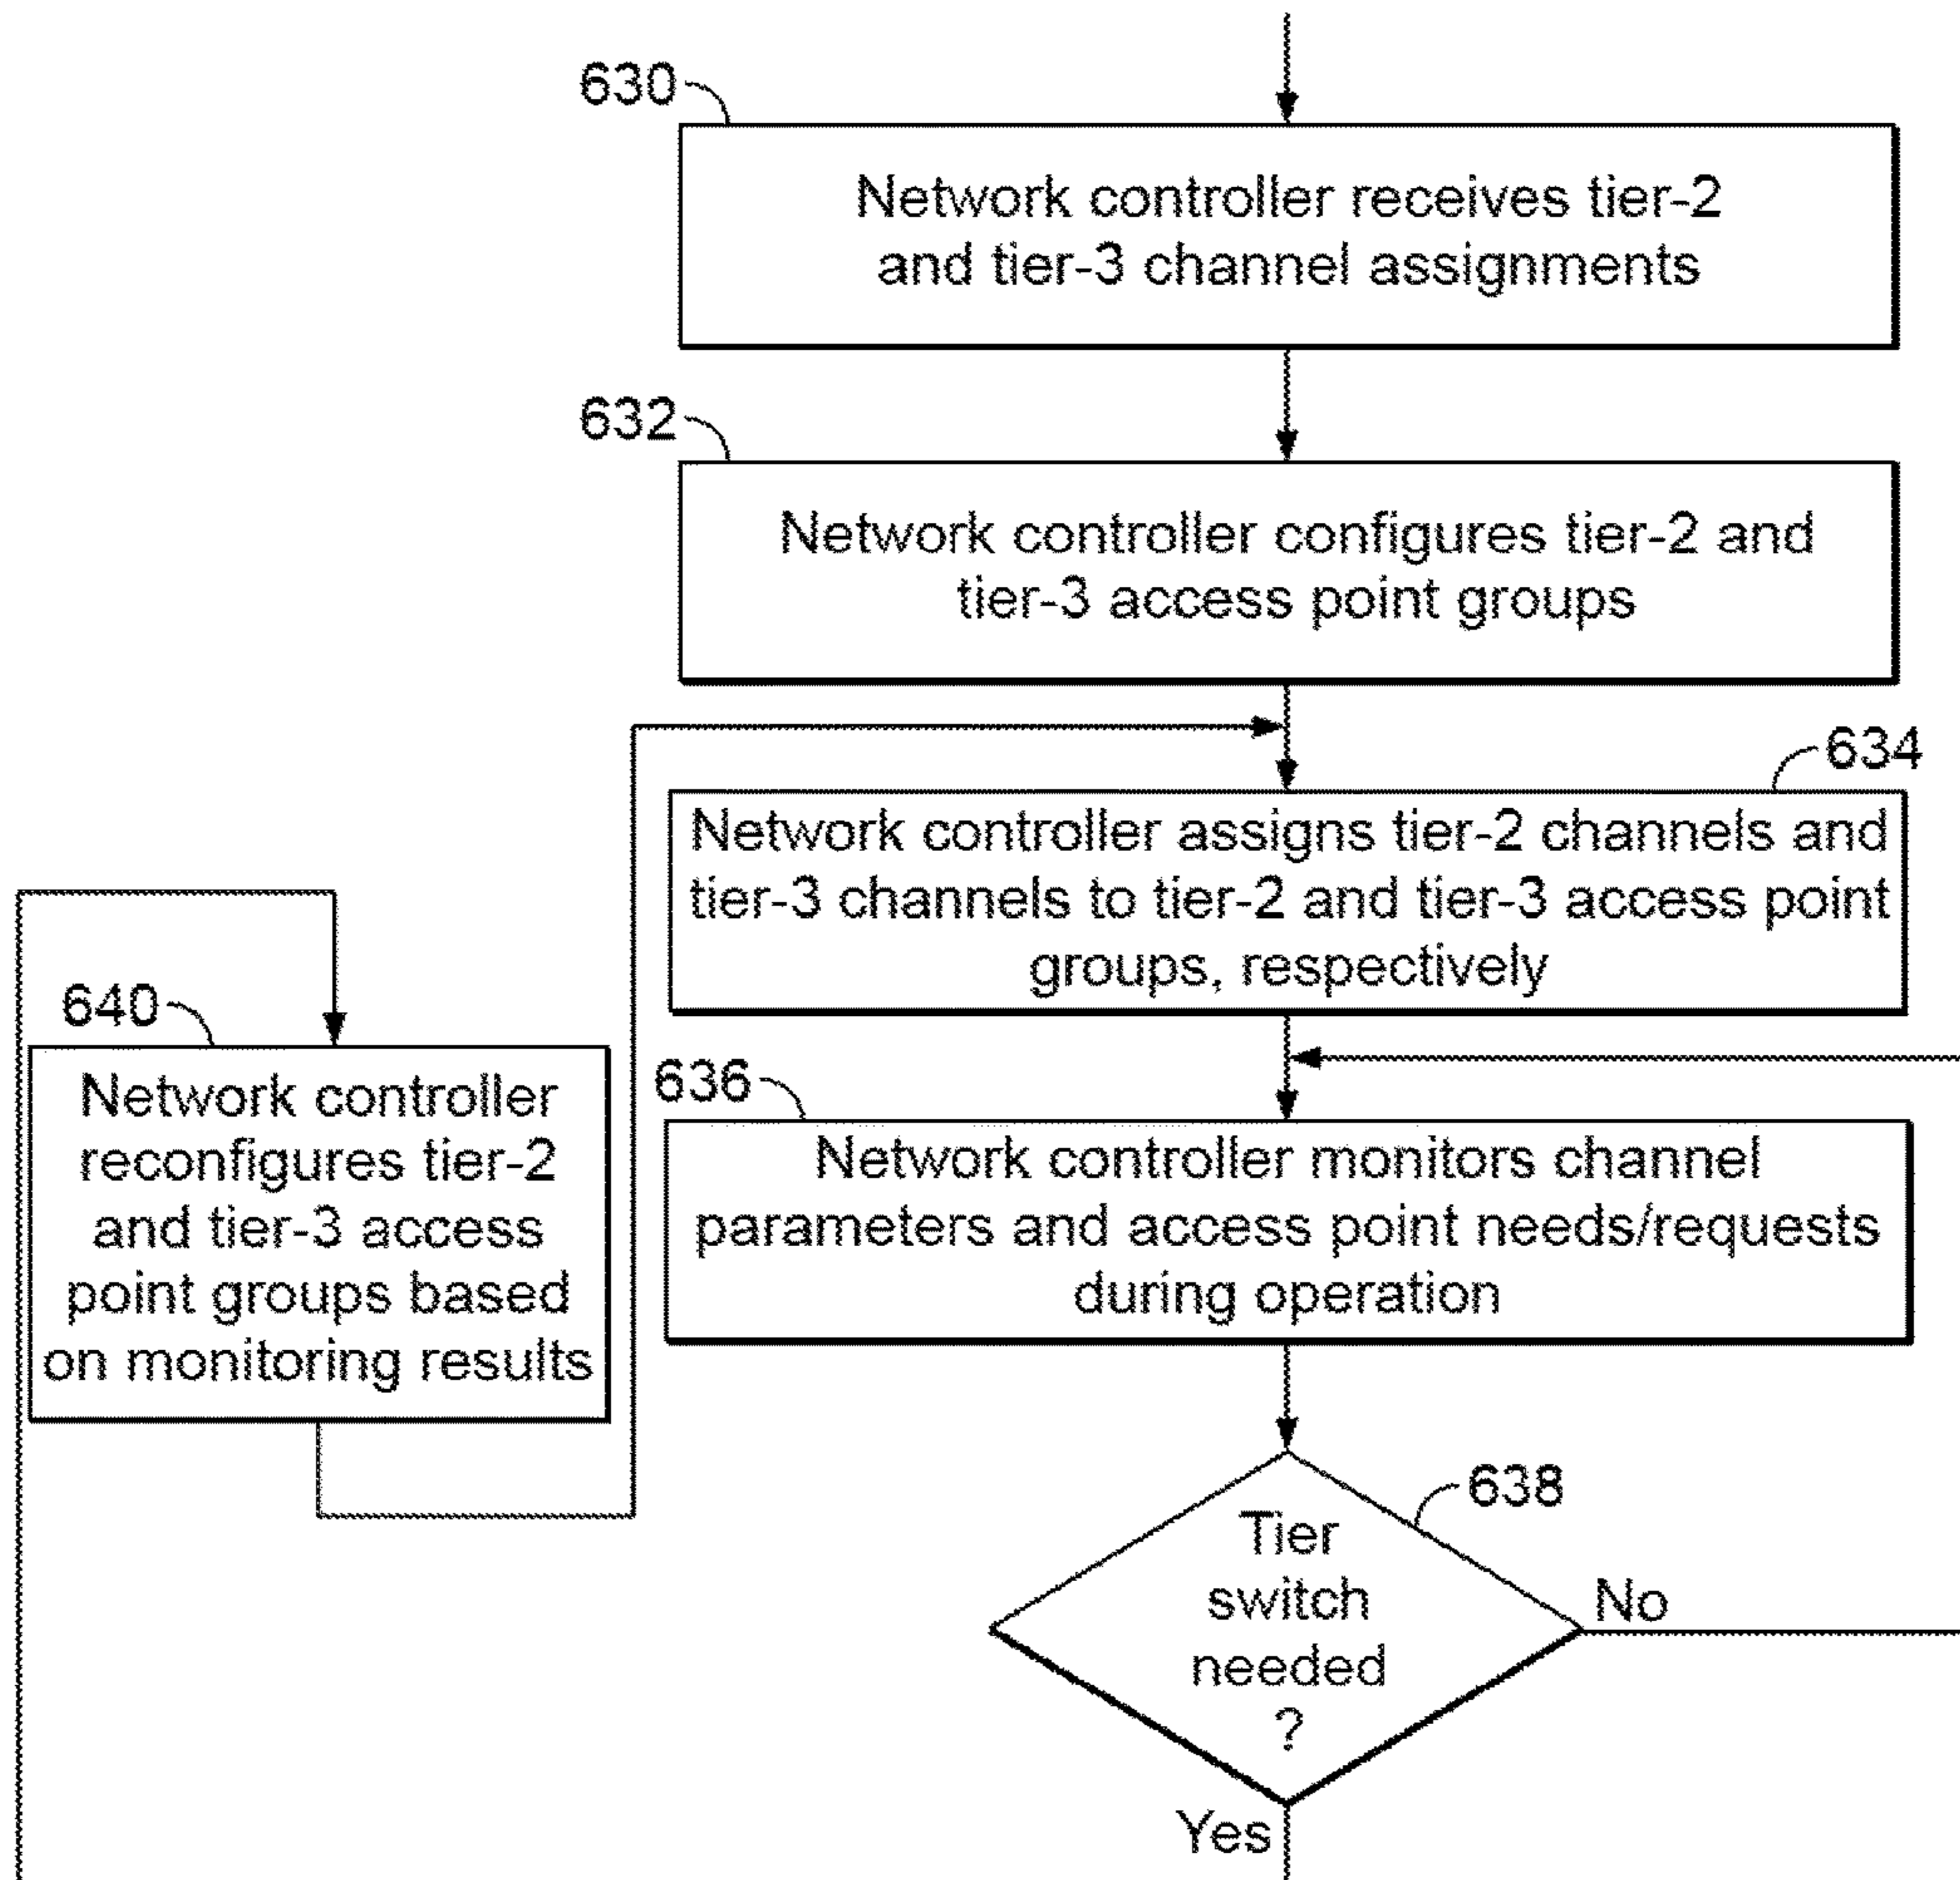 630
Network controller receives tier-2
and tier-3 channel assignments
632
Network controller configures tier-2 and
tier-3 access point groups
634
Network controller assigns tier-2 channels and
tier-3 channels to tier-2 and tier-3 access point
groups, respectively
640
Network controller
reconfigures tier-2
and tier-3 access
point groups based
on monitoring results
636
Network controller monitors channel
parameters and access point needs/requests
during operation
638
Tier
switch
needed
?
No
Yes